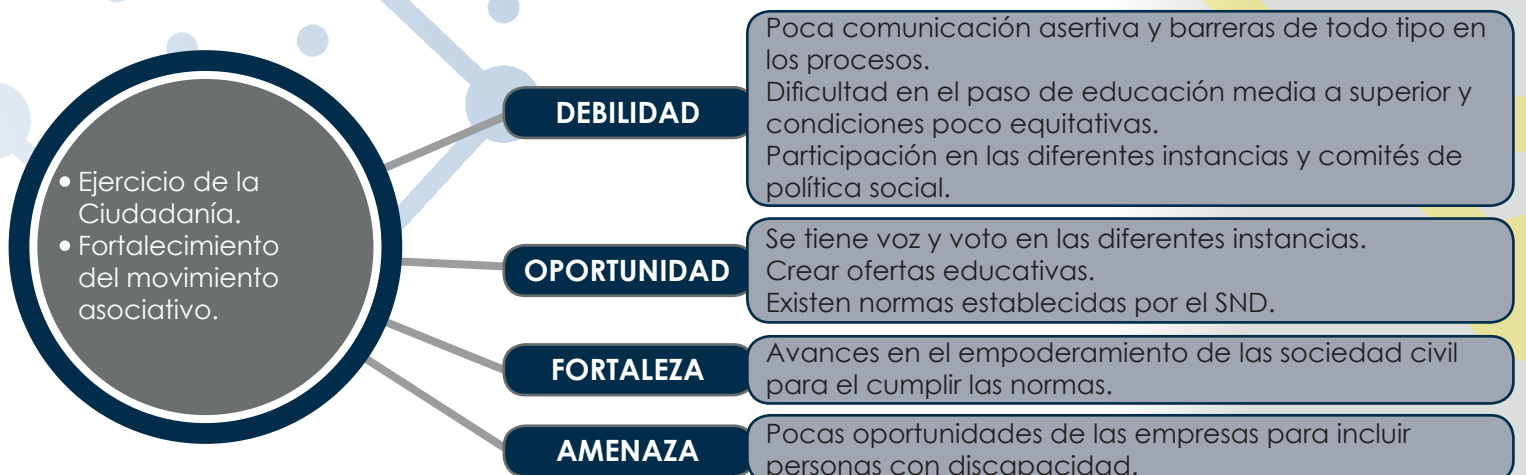 • Ejercicio de la
Ciudadanía.
• Fortalecimiento
del movimiento
asociativo.
DEBILIDAD
Poca comunicación asertiva y barreras de todo tipo en
los procesos.
Dificultad en el paso de educación media a superior y
condiciones poco equitativas.
Participación en las diferentes instancias y comités de
política social.
OPORTUNIDAD
Se tiene voz y voto en las diferentes instancias.
Crear ofertas educativas.
Existen normas establecidas por el SND.
FORTALEZA
Avances en el empoderamiento de las sociedad civil
para el cumplir las normas.
AMENAZA
Pocas oportunidades de las empresas para incluir
personas con discapacidad.